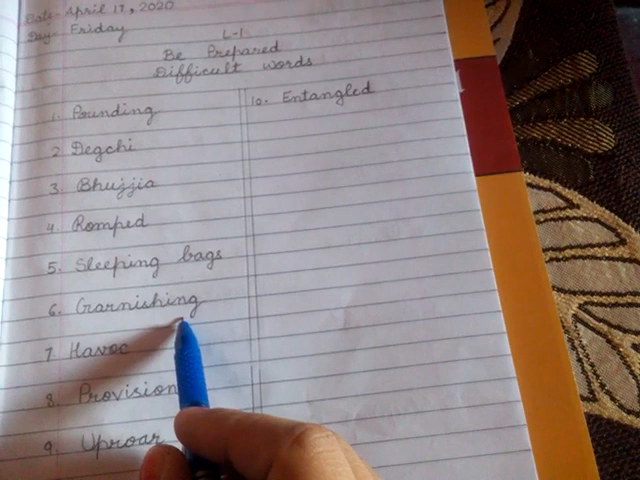 Date- April 17, 2020
Day- Friday
L-1
Be Prepared
Difficult words
1. Pounding
2 Degchi
3. Bhujjia
4. Romped
5. Sleeping bags
6. Garnishing
7 Havoc
8. Provision
9. Uproar
10. Entangled